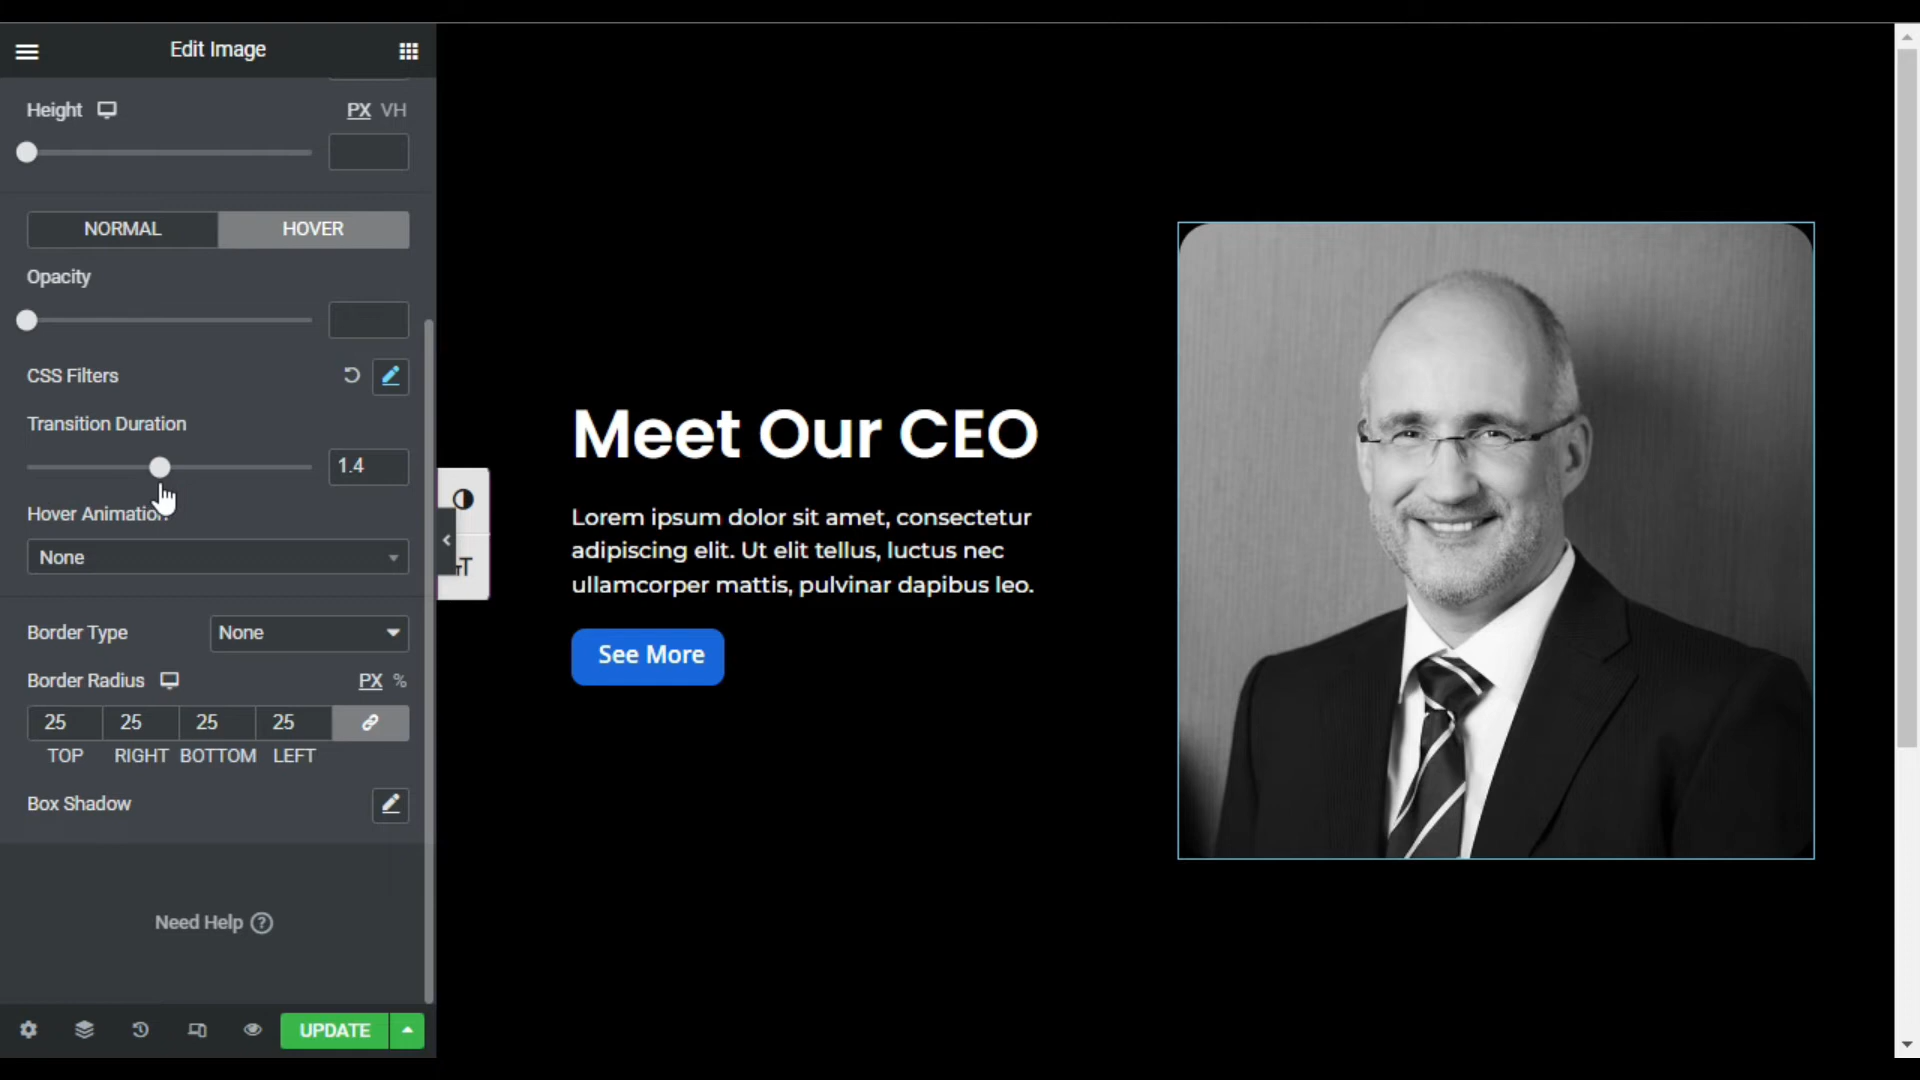 Edit Image
Height PX VH
NORMAL HOVER
Opacity
CSS Filters
Transition Duration
1.4
Hover Animation
None
Border Type None
Border Radius PX %
25 25 25 25
TOP RIGHT BOTTOM LEFT
Box Shadow
Need Help ?
UPDATE
TT
Meet Our CEO
Lorem ipsum dolor sit amet, consectetur
adipiscing elit. Ut elit tellus, luctus nec
ullamcorper mattis, pulvinar dapibus leo.
See More